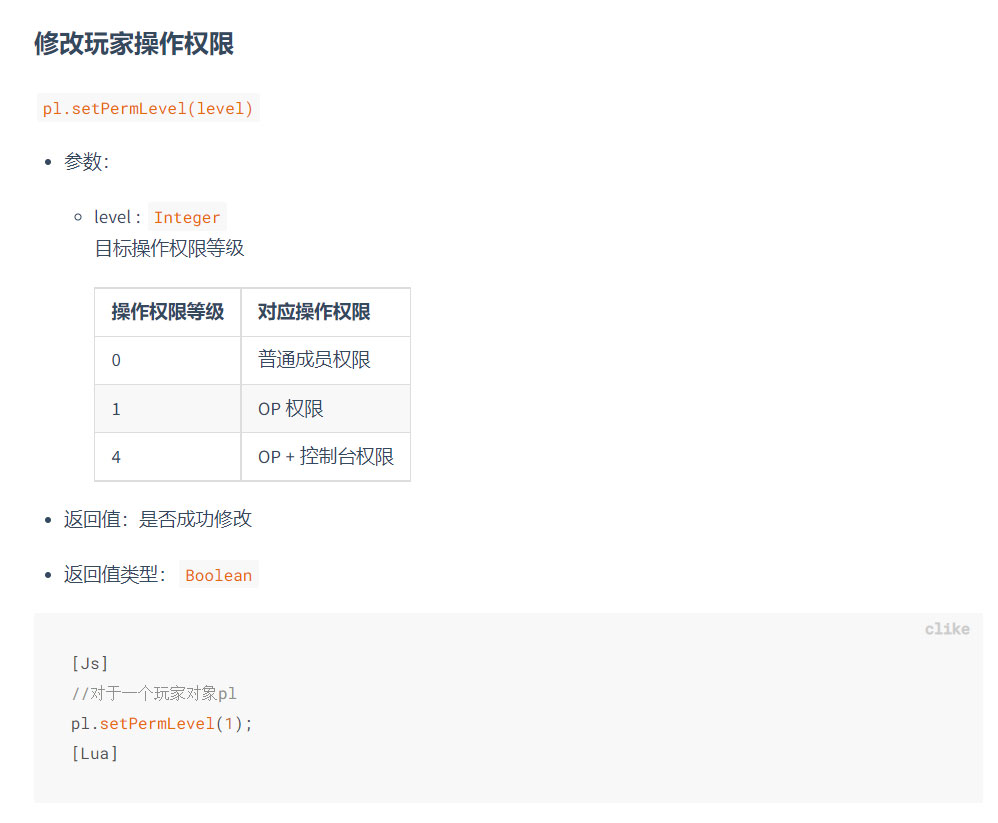 修改玩家操作权限
pl.setPermLevel(level)
参数：
level : Integer
目标操作权限等级
操作权限等级 对应操作权限
0 普通成员权限
1 OP 权限
4 OP + 控制台权限
返回值：是否成功修改
返回值类型： Boolean
clike
[Js]
//对于一个玩家对象pl
pl.setPermLevel(1);
[Lua]